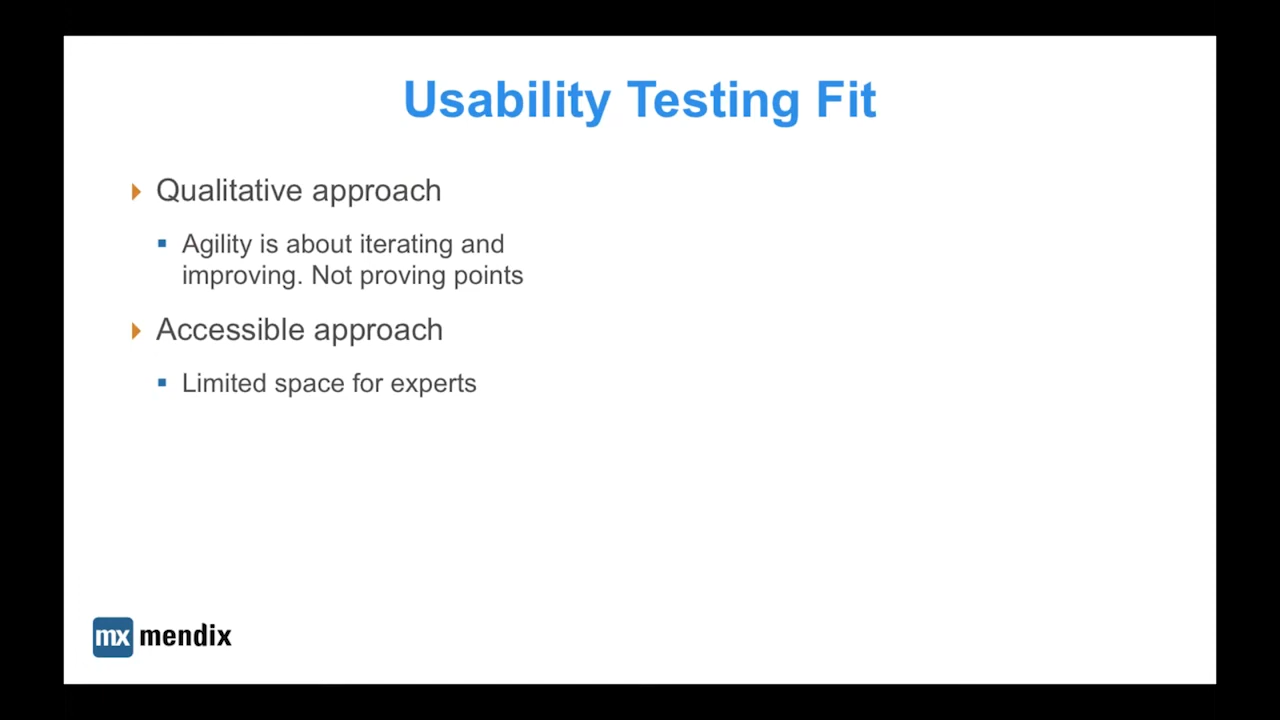 Usability Testing Fit
Qualitative approach
Agility is about iterating and
improving. Not proving points
Accessible approach
Limited space for experts
mx mendix